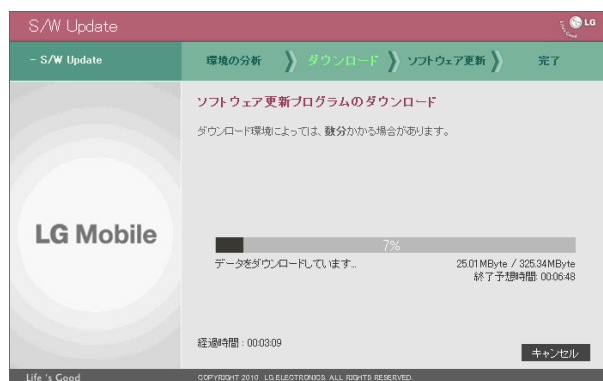 S/W Update
LG
- S/W Update
環境の分析 》 ダウンロード 》 ソフトウェア更新 》 完了
ソフトウェア更新プログラムのダウンロード
ダウンロード環境によっては、数分かかる場合があります。
LG Mobile
7%
データをダウンロードしています...
25.01MByte / 325.34MByte
終了予想時間: 00:06:48
経過時間 : 00:03:09
キャンセル
Life 's Good
COPYRIGHT 2010 LG ELECTRONICS. ALL RIGHTS RESERVED.